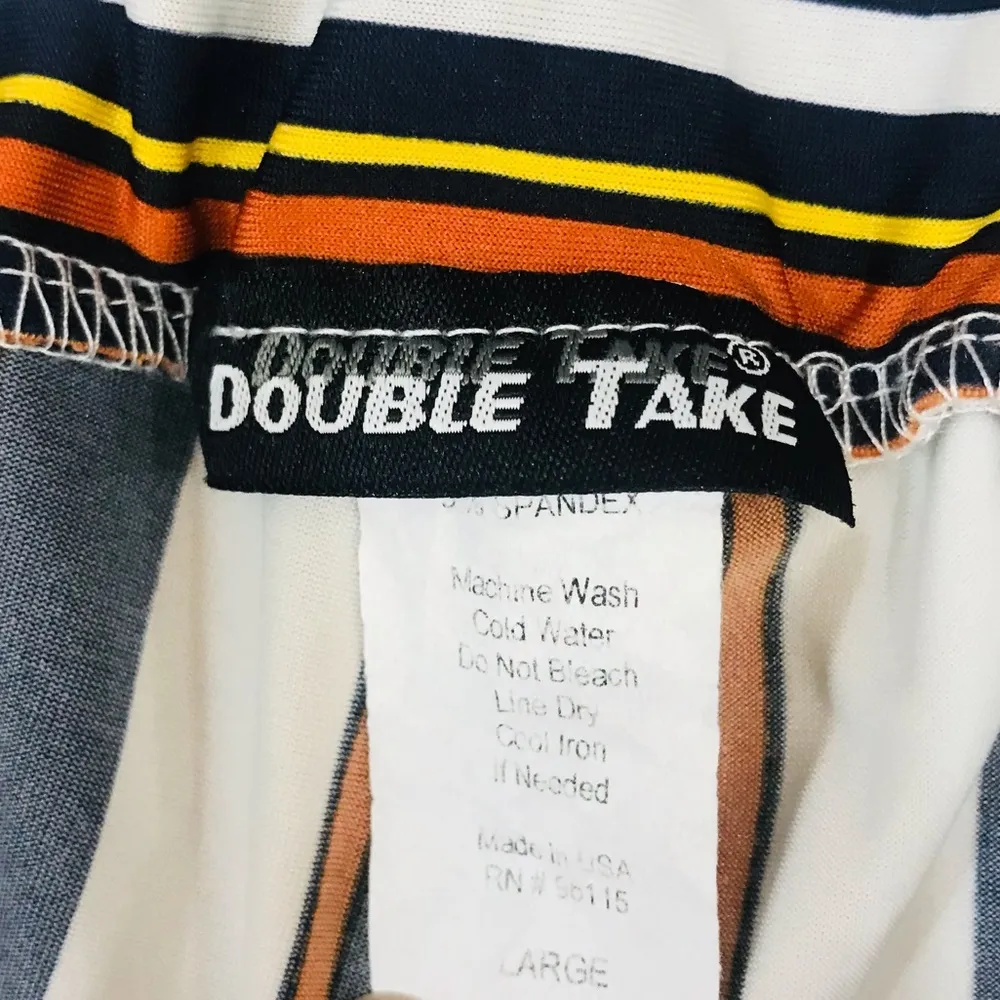 DOUBLE TAKE®
DOUBLE TAKE
SPANDEX
Machine Wash
Cold Water
Do Not Bleach
Line Dry
Cool Iron
If Needed
Made in USA
RN # 96116
LARGE